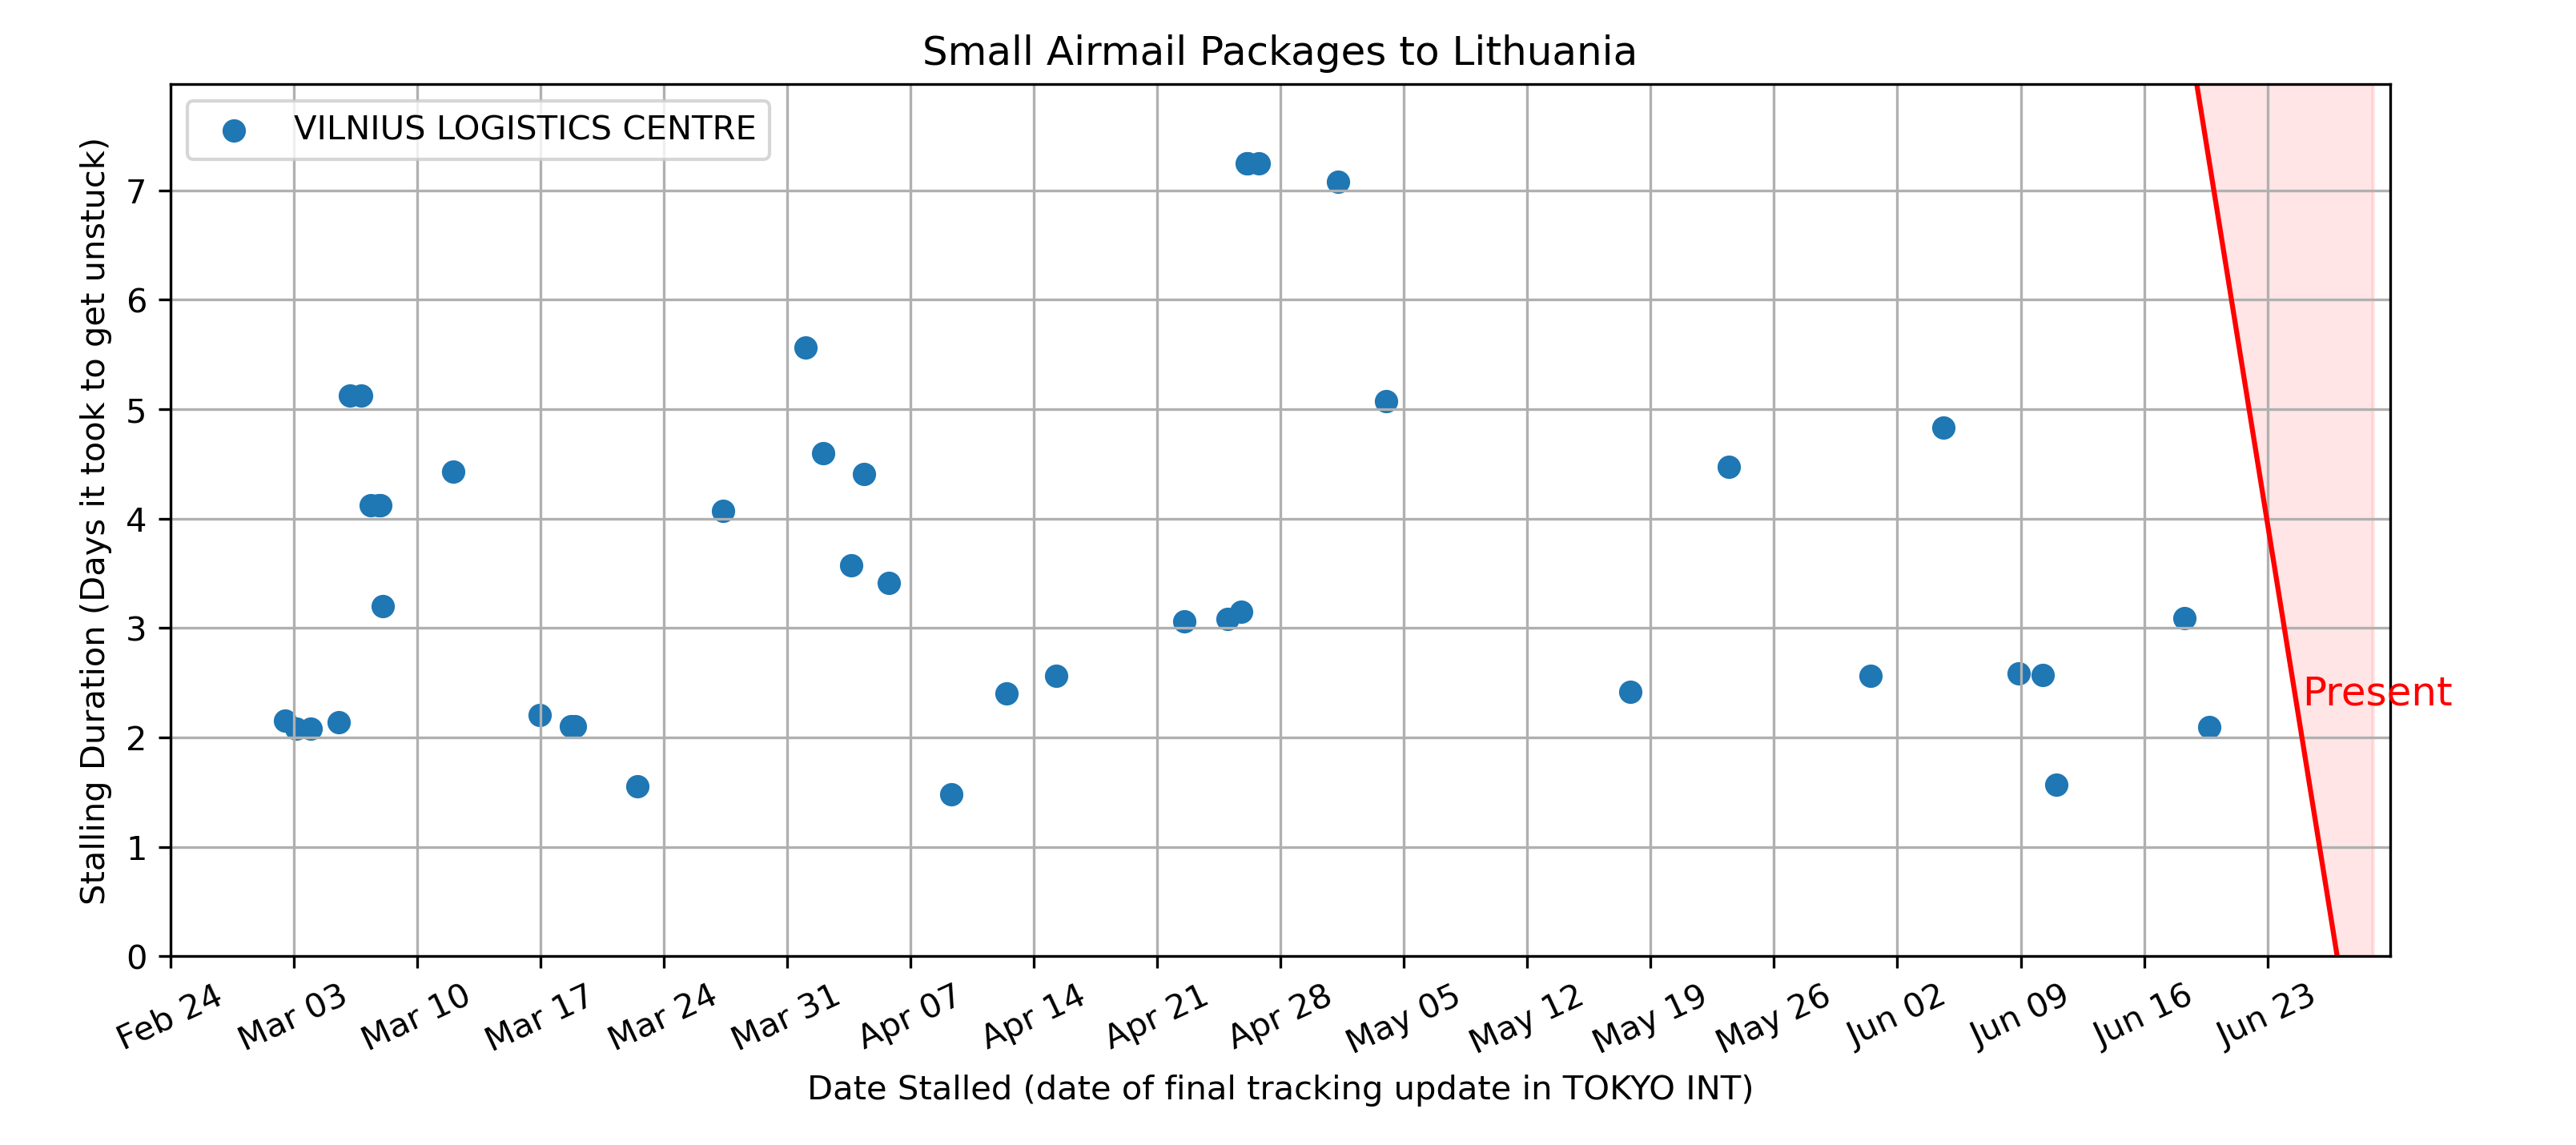 Small Airmail Packages to Lithuania
VILNIUS LOGISTICS CENTRE
Stalling Duration (Days it took to get unstuck)
7
6
5
4
3
2
1
0
Present
Feb 24
Mar 03
Mar 10
Mar 17
Mar 24
Mar 31
Apr 07
Apr 14
Apr 21
Apr 28
May 05
May 12
May 19
May 26
Jun 02
Jun 09
Jun 16
Jun 23
Date Stalled (date of final tracking update in TOKYO INT)